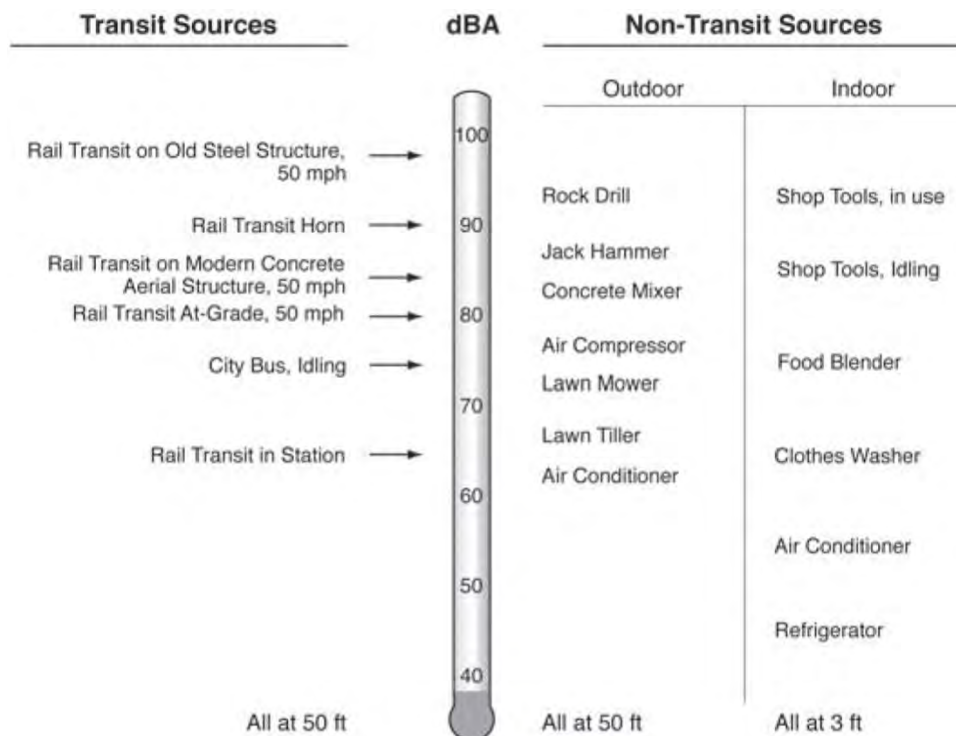 Transit Sources
dBA
Non-Transit Sources
Outdoor
Indoor
Rail Transit on Old Steel Structure,
50 mph
Rail Transit Horn
Rail Transit on Modern Concrete
Aerial Structure, 50 mph
Rail Transit At-Grade, 50 mph
City Bus, Idling
Rail Transit in Station
All at 50 ft
100
90
80
70
60
50
40
Rock Drill
Jack Hammer
Concrete Mixer
Air Compressor
Lawn Mower
Lawn Tiller
Air Conditioner
All at 50 ft
Shop Tools, in use
Shop Tools, Idling
Food Blender
Clothes Washer
Air Conditioner
Refrigerator
All at 3 ft